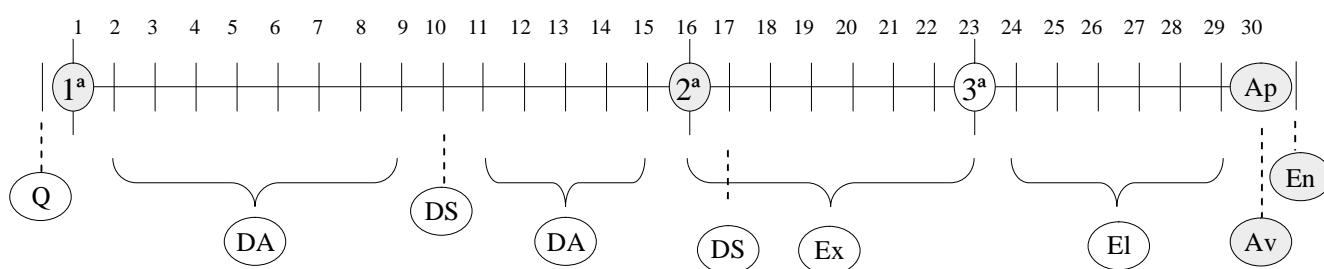 1 2 3 4 5 6 7 8 9 10 11 12 13 14 15 16 17 18 19 20 21 22 23 24 25 26 27 28 29 30
1ª 2ª 3ª Ap
Q DS En
DA DA DS Ex El Av